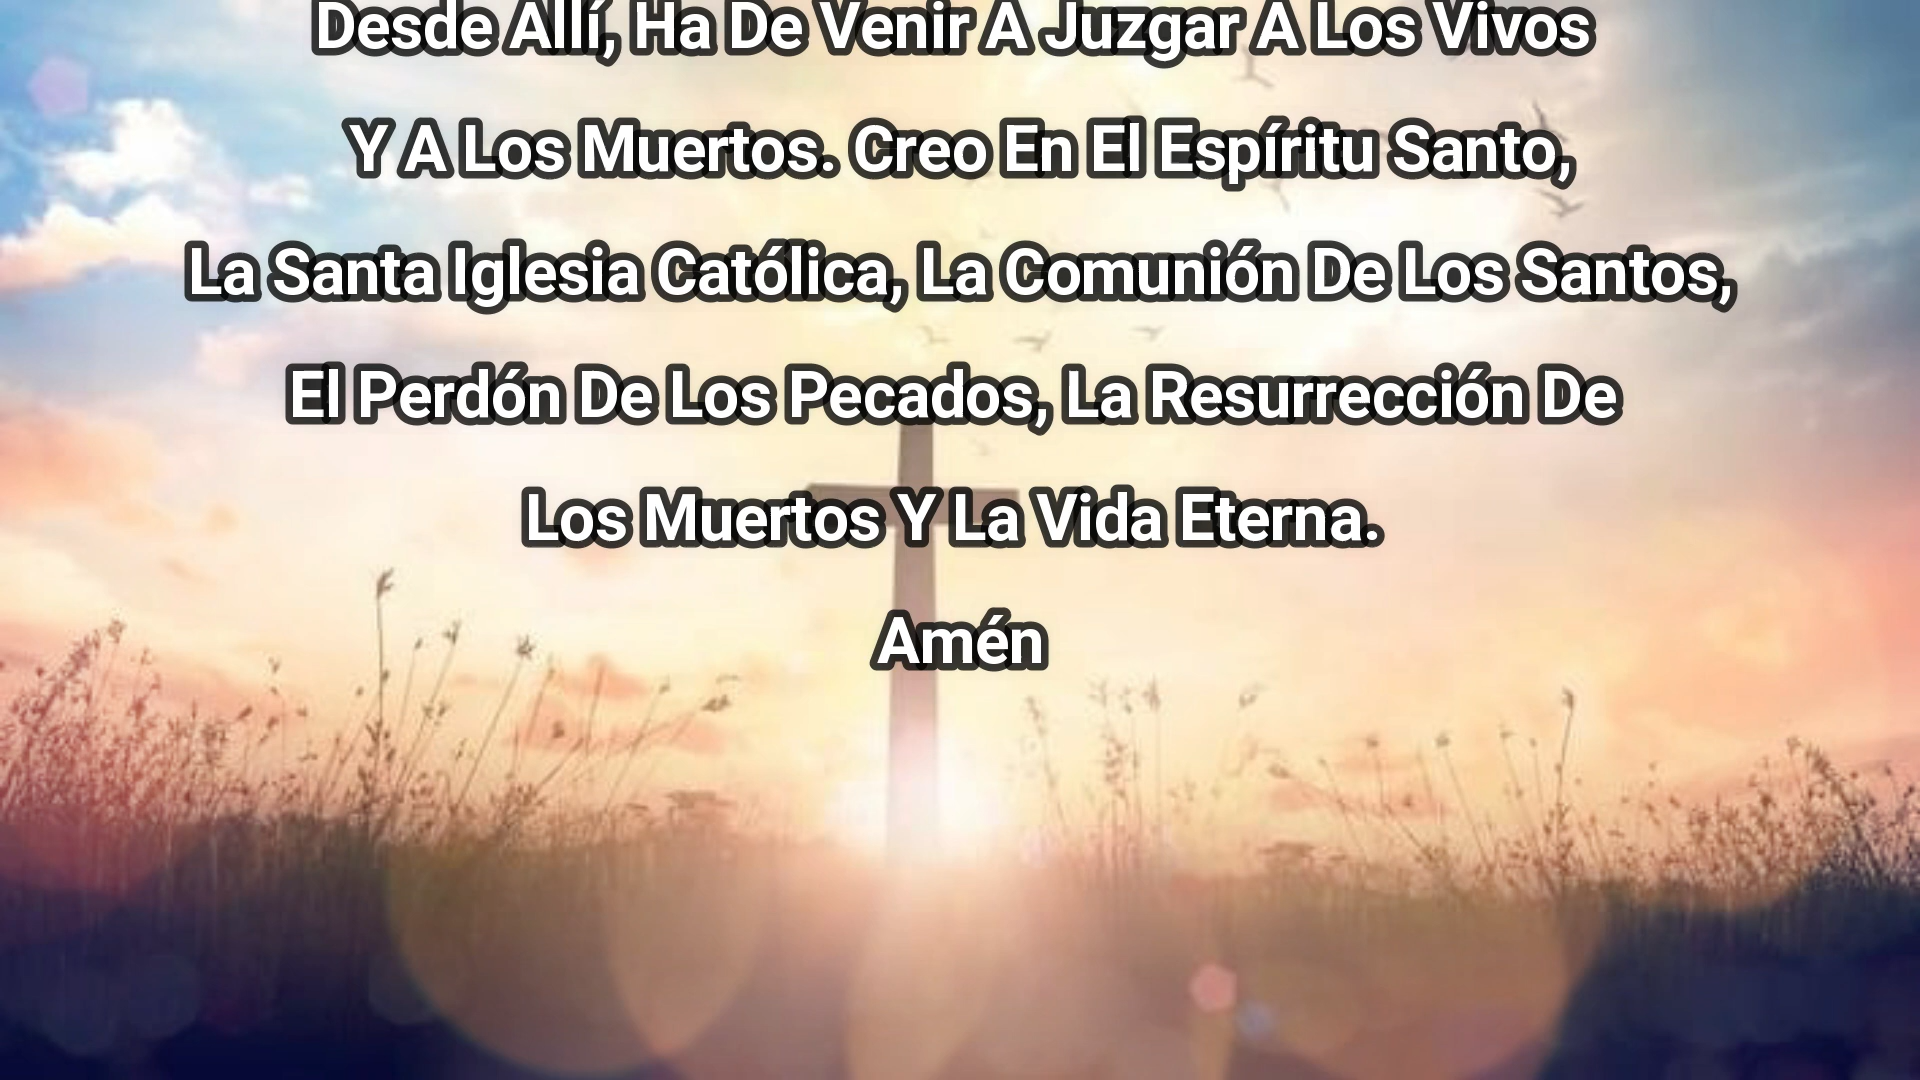 Desde Allí, Ha De Venir A Juzgar A Los Vivos
Y A Los Muertos. Creo En El Espíritu Santo,
La Santa Iglesia Católica, La Comunión De Los Santos,
El Perdón De Los Pecados, La Resurrección De
Los Muertos Y La Vida Eterna.
Amén